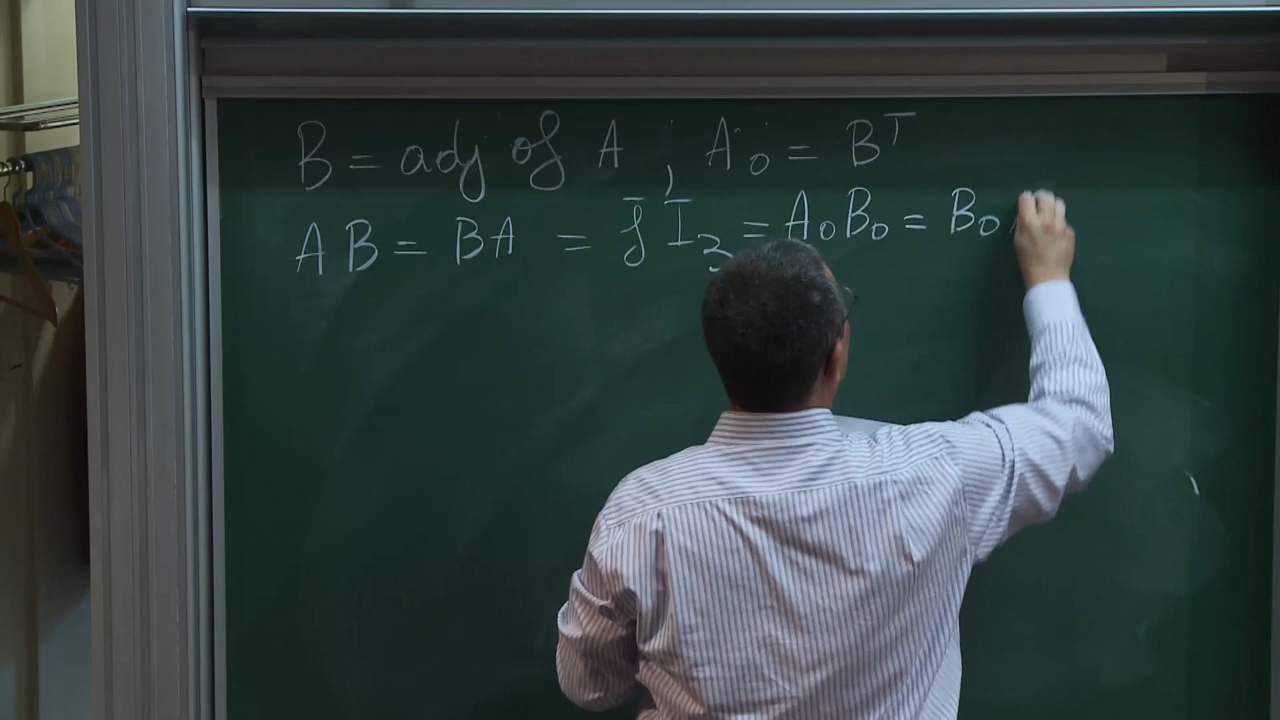 B = adj of A , A₀ = Bᵀ
AB = BA = f I₃ = A₀B₀ = B₀